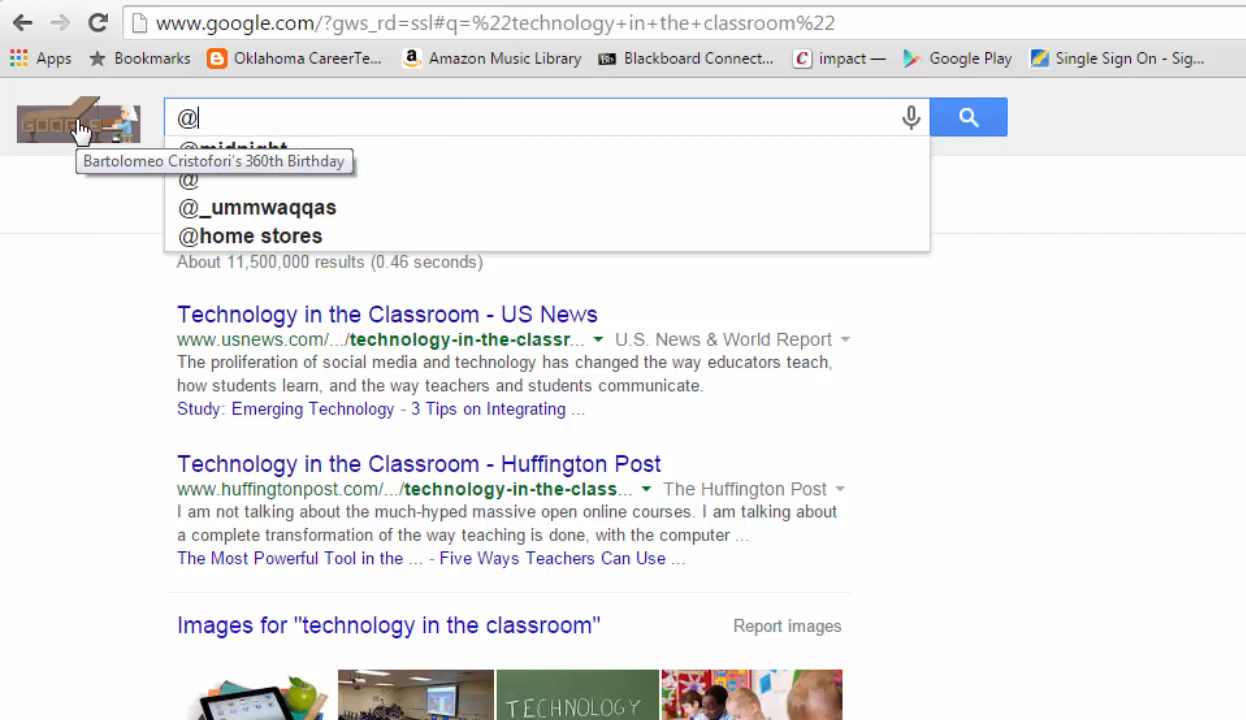 www.google.com/?gws_rd=ssl#q=%22technology+in+the+classroom%22
Apps Bookmarks Oklahoma CareerTe... Amazon Music Library Bb Blackboard Connect... impact — Google Play Single Sign On - Sig...
GOOGLE
@
@midnight
Bartolomeo Cristofori's 360th Birthday
@
@_ummwaqqas
@home stores
About 11,500,000 results (0.46 seconds)
Technology in the Classroom - US News
www.usnews.com/.../technology-in-the-classr... U.S. News & World Report
The proliferation of social media and technology has changed the way educators teach,
how students learn, and the way teachers and students communicate.
Study: Emerging Technology - 3 Tips on Integrating ...
Technology in the Classroom - Huffington Post
www.huffingtonpost.com/.../technology-in-the-class... The Huffington Post
I am not talking about the much-hyped massive open online courses. I am talking about
a complete transformation of the way teaching is done, with the computer ...
The Most Powerful Tool in the ... - Five Ways Teachers Can Use ...
Images for "technology in the classroom"
Report images
TECHNOLOGY